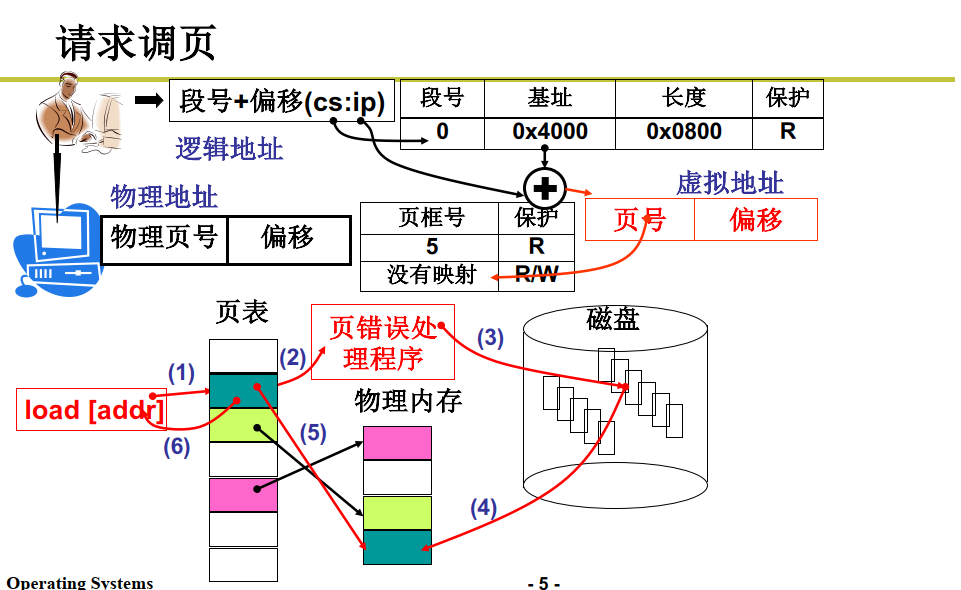 请求调页
段号+偏移(cs:ip)
段号 基址 长度 保护
0 0x4000 0x0800 R
逻辑地址
虚拟地址
物理地址
物理页号 偏移
页框号 保护
5 R
没有映射 R/W
页号 偏移
页表
页错误处
理程序
磁盘
(1)
(2)
(3)
load [addr]
物理内存
(6)
(5)
(4)
Operating Systems
- 5 -